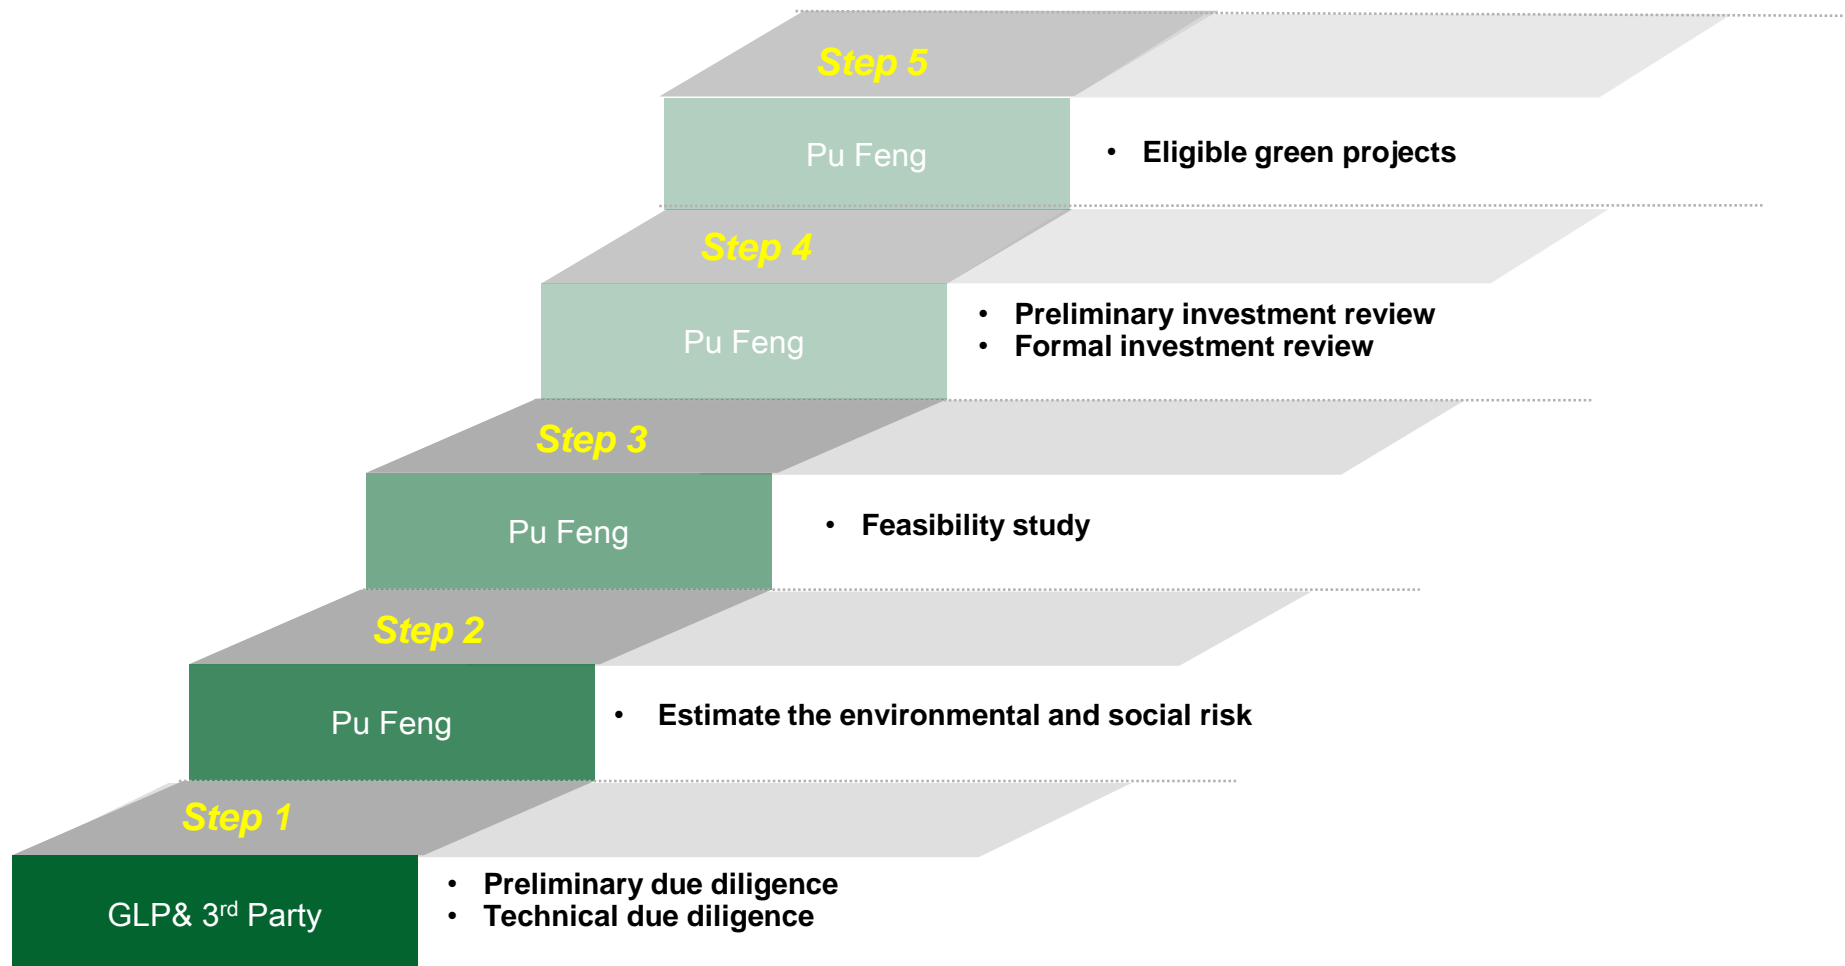 Step 5
Pu Feng
• Eligible green projects
Step 4
Pu Feng
• Preliminary investment review
• Formal investment review
Step 3
Pu Feng
• Feasibility study
Step 2
Pu Feng
• Estimate the environmental and social risk
Step 1
GLP& 3rd Party
• Preliminary due diligence
• Technical due diligence